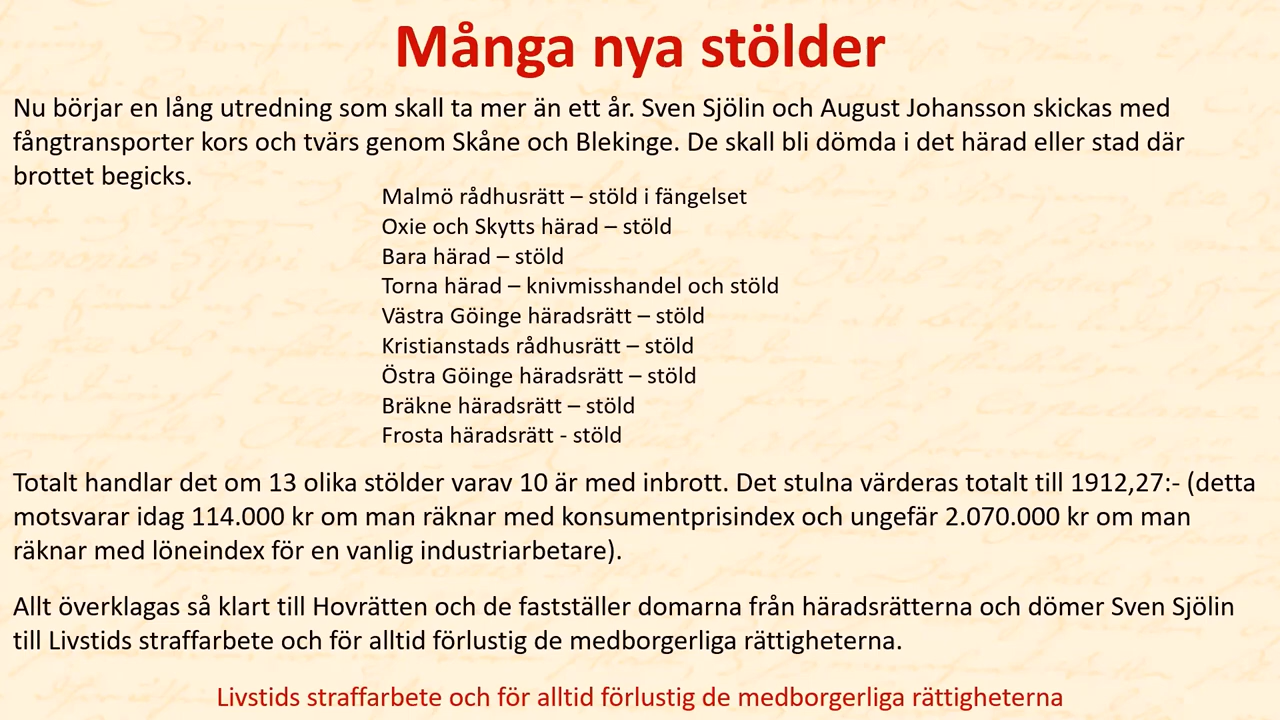 Många nya stölder
Nu börjar en lång utredning som skall ta mer än ett år. Sven Sjölin och August Johansson skickas med
fångtransporter kors och tvärs genom Skåne och Blekinge. De skall bli dömda i det härad eller stad där
brottet begicks.
Malmö rådhusrätt – stöld i fängelset
Oxie och Skytts härad – stöld
Bara härad – stöld
Torna härad – knivmisshandel och stöld
Västra Göinge häradsrätt – stöld
Kristianstads rådhusrätt – stöld
Östra Göinge häradsrätt – stöld
Bräkne häradsrätt – stöld
Frosta häradsrätt - stöld
Totalt handlar det om 13 olika stölder varav 10 är med inbrott. Det stulna värderas totalt till 1912,27:- (detta
motsvarar idag 114.000 kr om man räknar med konsumentprisindex och ungefär 2.070.000 kr om man
räknar med löneindex för en vanlig industriarbetare).
Allt överklagas så klart till Hovrätten och de fastställer domarna från häradsrätterna och dömer Sven Sjölin
till Livstids straffarbete och för alltid förlustig de medborgerliga rättigheterna.
Livstids straffarbete och för alltid förlustig de medborgerliga rättigheterna